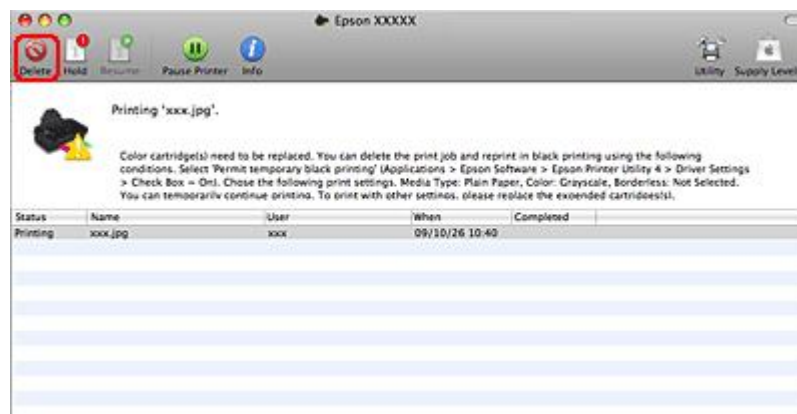 Epson XXXXX
Delete Hold Resume Pause Printer Info Utility Supply Level
Printing 'xxx.jpg'.
Color cartridge(s) need to be replaced. You can delete the print job and reprint in black printing using the following
conditions. Select 'Permit temporary black printing' (Applications > Epson Software > Epson Printer Utility 4 > Driver Settings
> Check Box = On). Chose the following print settings. Media Type: Plain Paper, Color: Grayscale, Borderless: Not Selected.
You can temporarily continue printing. To print with other settings, please replace the expended cartridges(s).
Status Name User When Completed
Printing xxx.jpg xxx 09/10/26 10:40